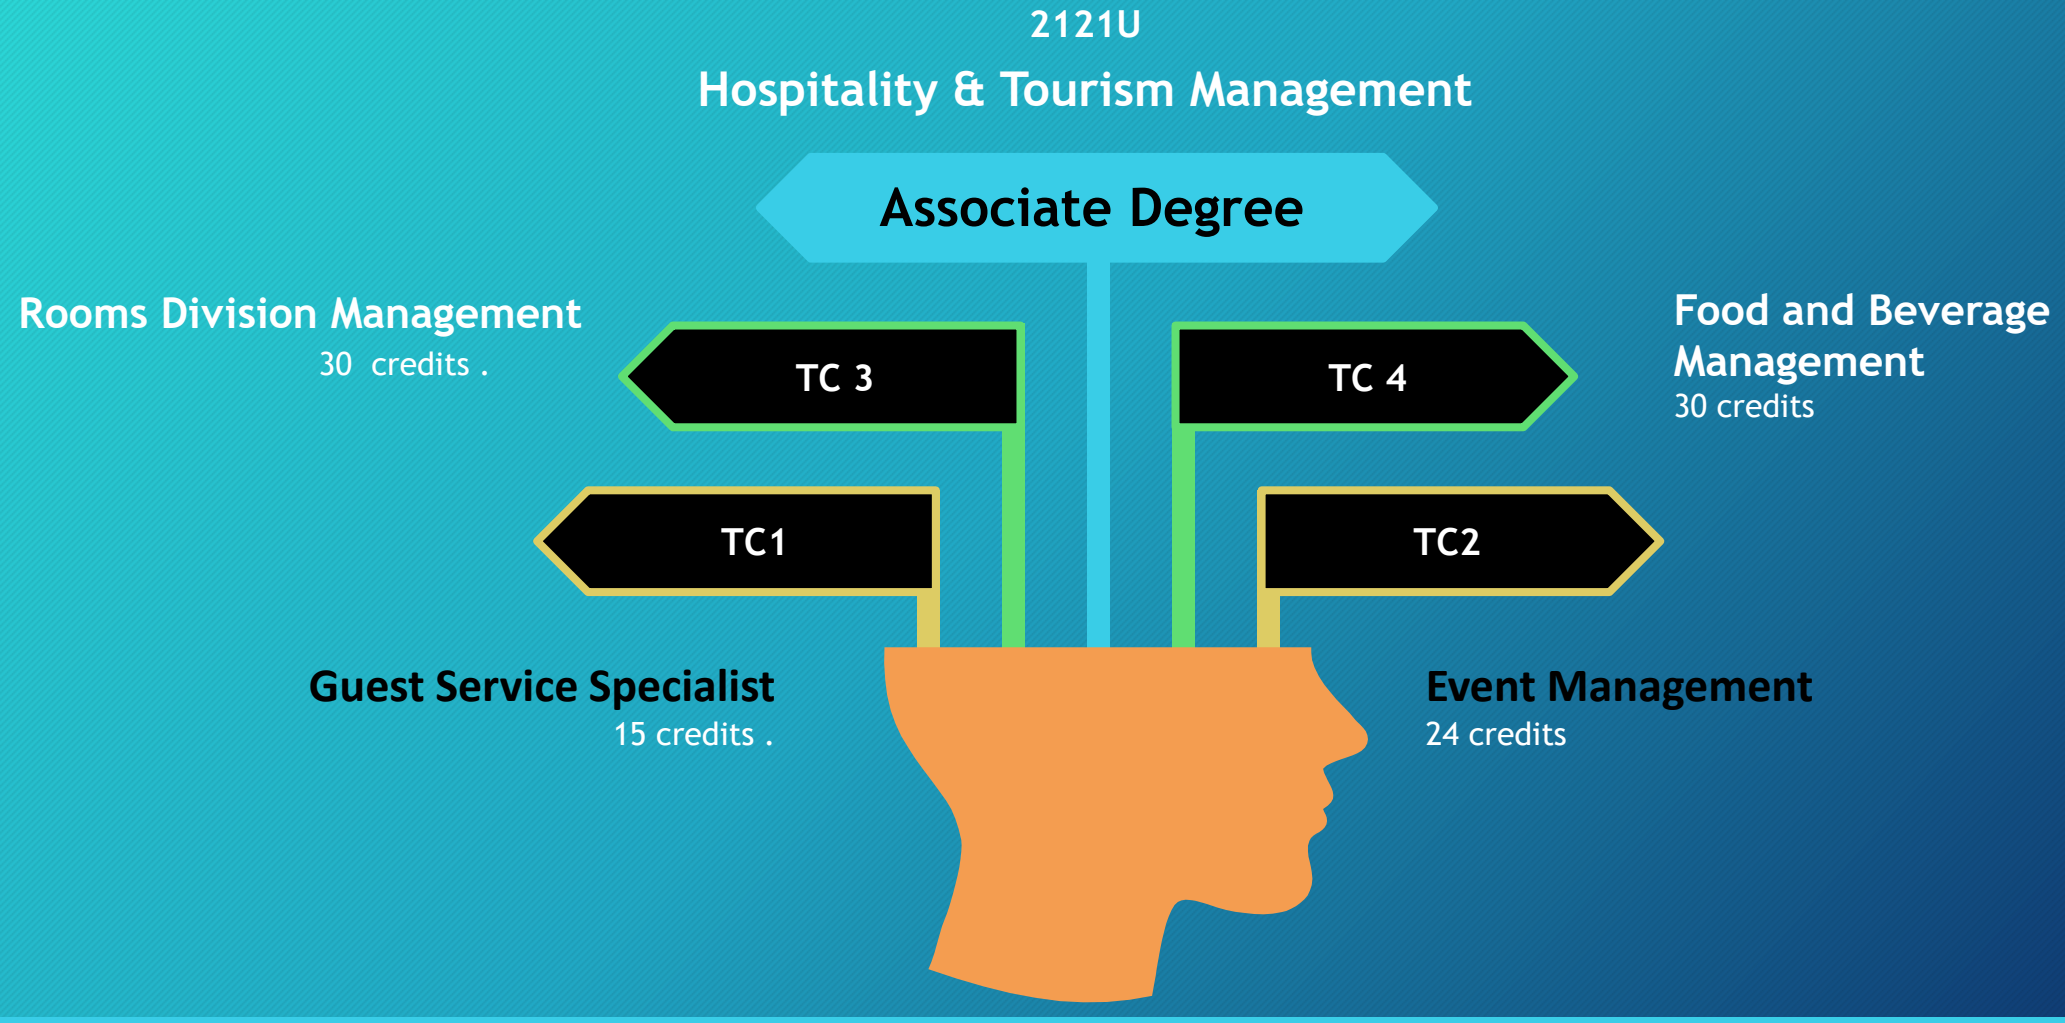 2121U
Hospitality & Tourism Management
Associate Degree
Rooms Division Management
30 credits .
TC 3
TC 4
Food and Beverage
Management
30 credits
TC1
TC2
Guest Service Specialist
15 credits .
Event Management
24 credits